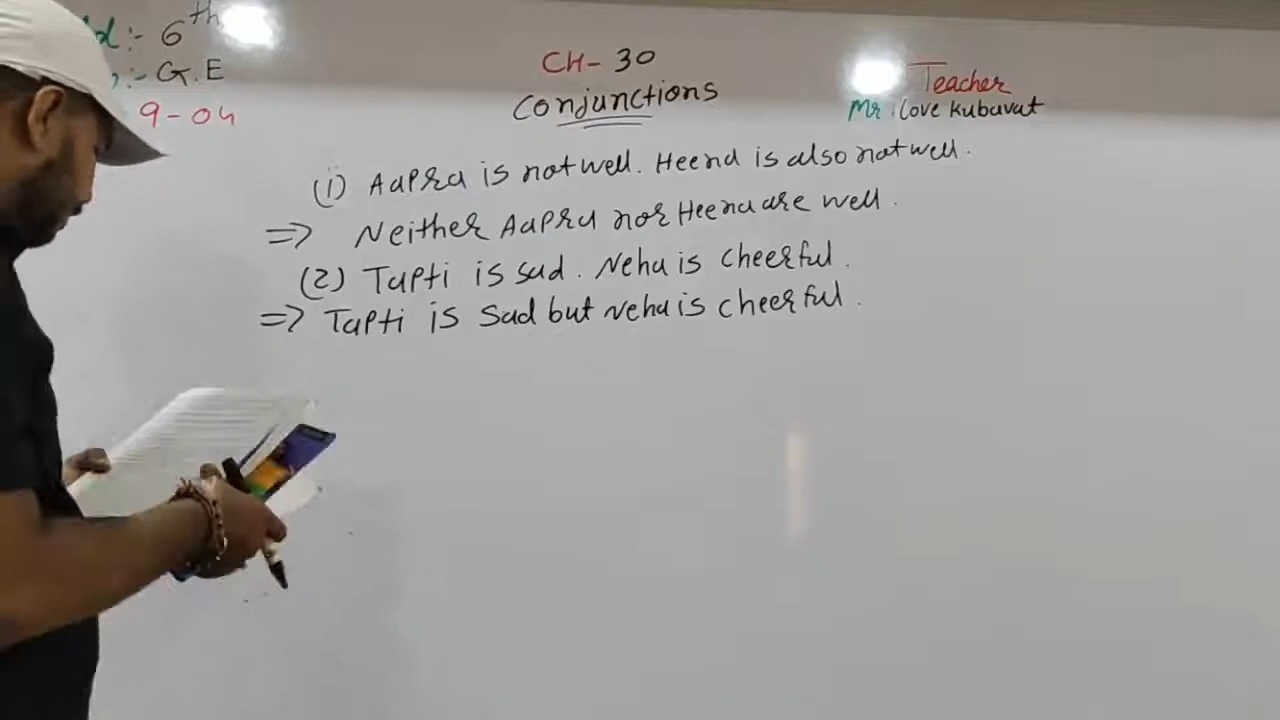 6th
CH- 30
:- G.E
Conjunctions
Teacher
9-04
Mr. love Kubavat
(1) Aapra is not well. Heena is also not well.
⇒ Neither Aapra nor Heena are well.
(2) Tapti is sad. Neha is cheerful.
⇒ Tapti is sad but Neha is cheerful.